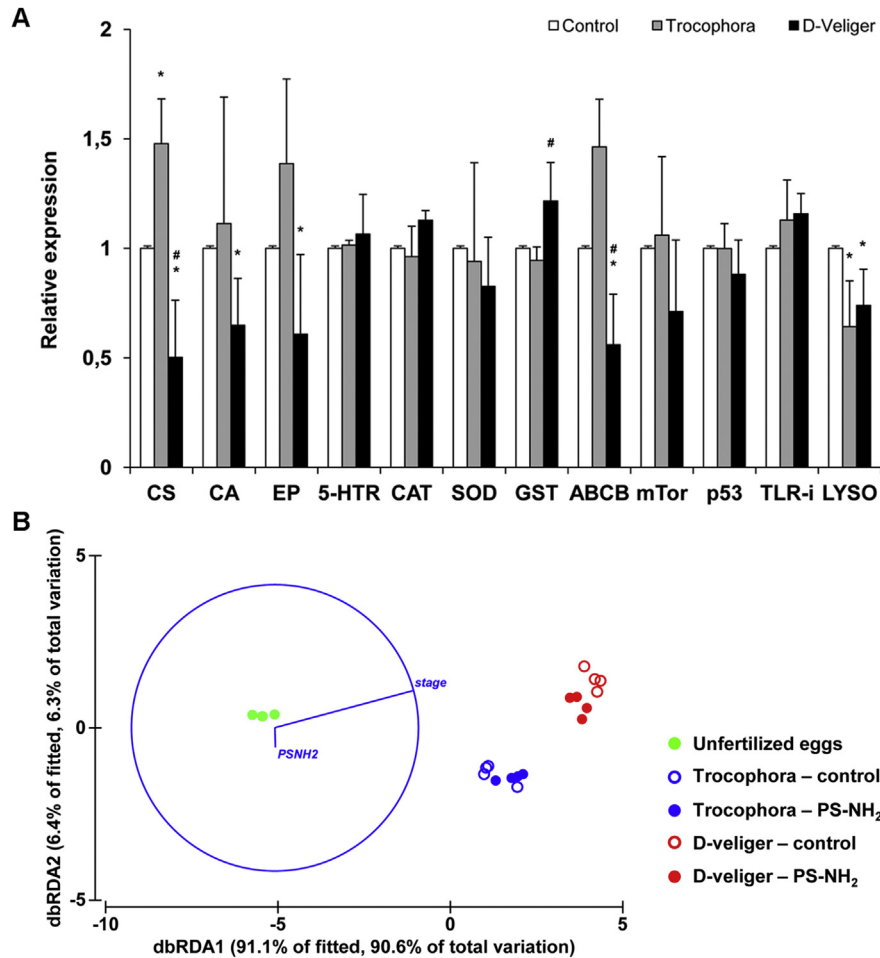 A
Control Trocophora D-Veliger
2
1,5
1
0,5
0
Relative expression
* # * * * # # * * *
CS CA EP 5-HTR CAT SOD GST ABCB mTor p53 TLR-i LYSO
B
5
0
-5
dbRDA2 (6.4% of fitted, 6.3% of total variation)
stage
PSNH2
-10 -5 0 5
dbRDA1 (91.1% of fitted, 90.6% of total variation)
Unfertilized eggs
Trocophora – control
Trocophora – PS-NH₂
D-veliger – control
D-veliger – PS-NH₂